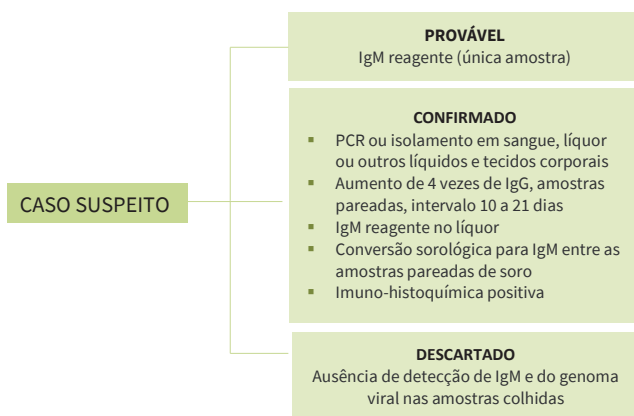 PROVÁVEL
IgM reagente (única amostra)
CONFIRMADO
▪ PCR ou isolamento em sangue, líquor
ou outros líquidos e tecidos corporais
▪ Aumento de 4 vezes de IgG, amostras
pareadas, intervalo 10 a 21 dias
▪ IgM reagente no líquor
▪ Conversão sorológica para IgM entre as
amostras pareadas de soro
▪ Imuno-histoquímica positiva
CASO SUSPEITO
DESCARTADO
Ausência de detecção de IgM e do genoma
viral nas amostras colhidas